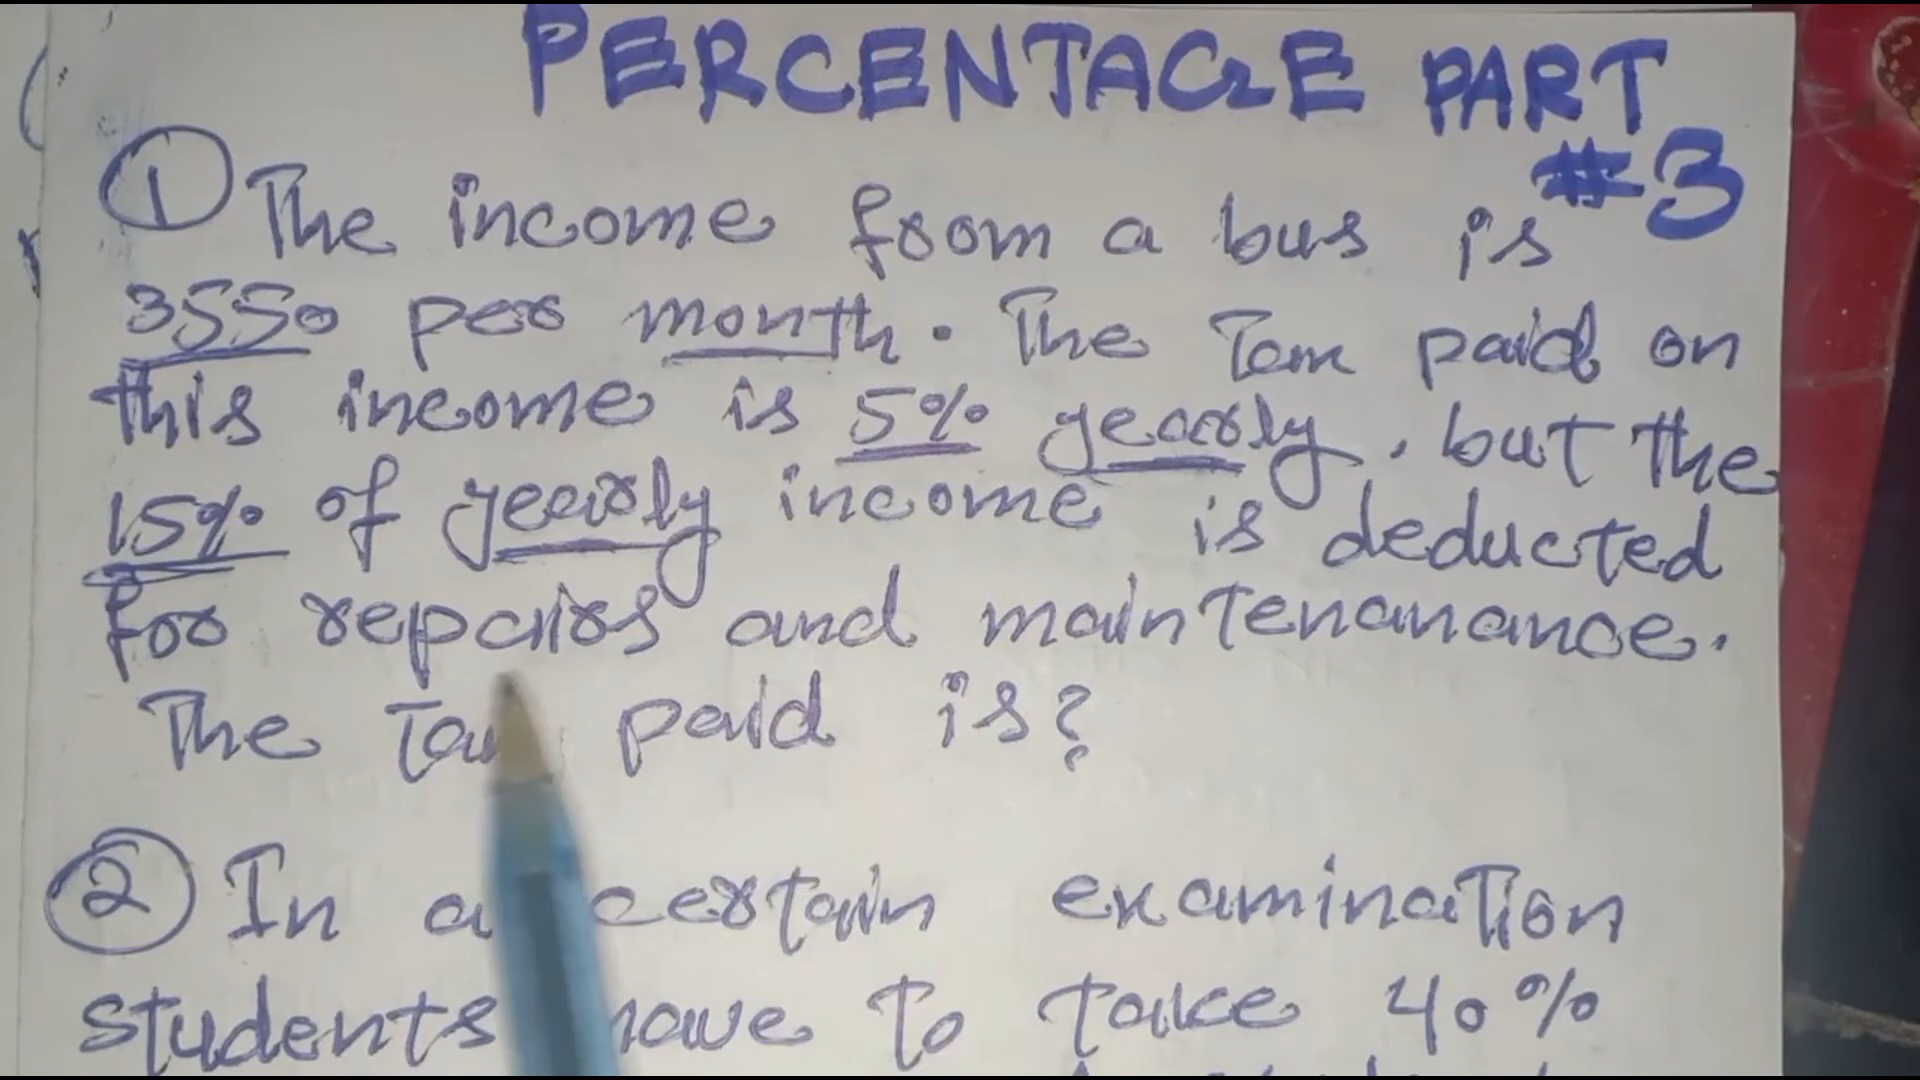 PERCENTAGE PART
#3
① The income from a bus is
3550 per month. The Tax paid on
this income is 5% yearly, but the
15% of yearly income is deducted
for repairs and maintenanance.
The Tax paid is?
② In a certain examination
students have to take 40%